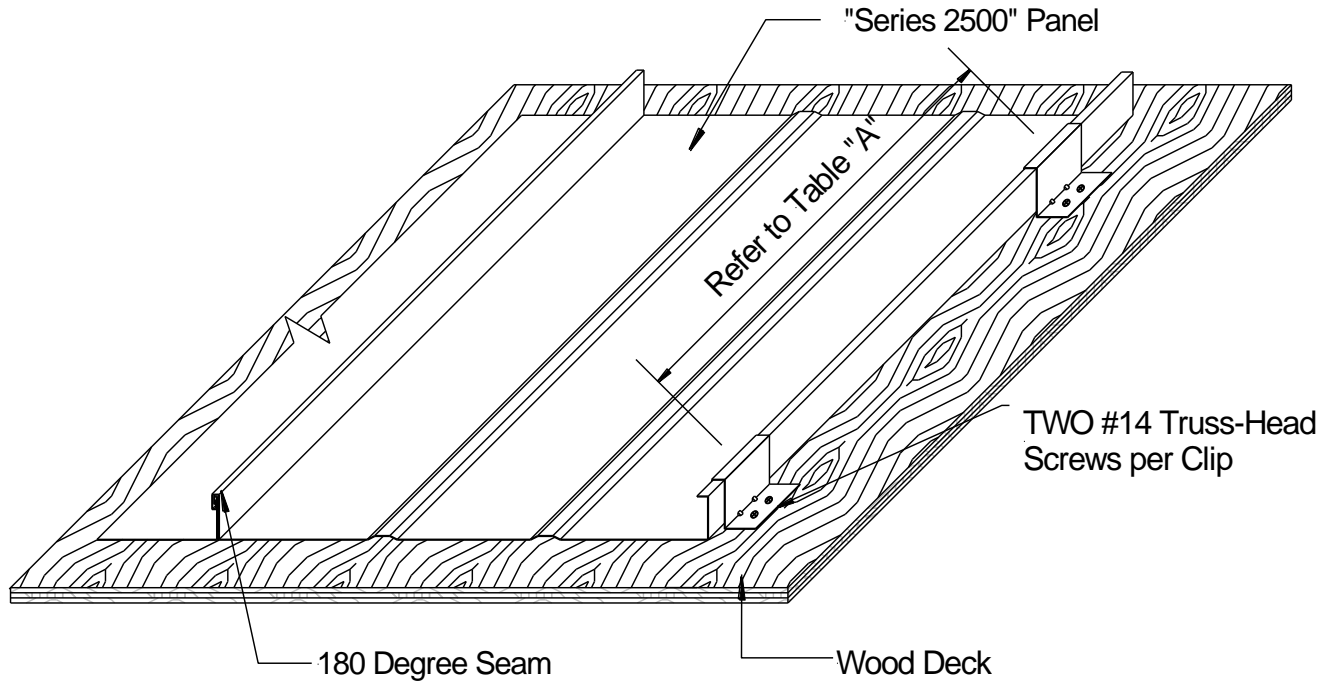 "Series 2500" Panel
Refer to Table "A"
TWO #14 Truss-Head
Screws per Clip
180 Degree Seam
Wood Deck